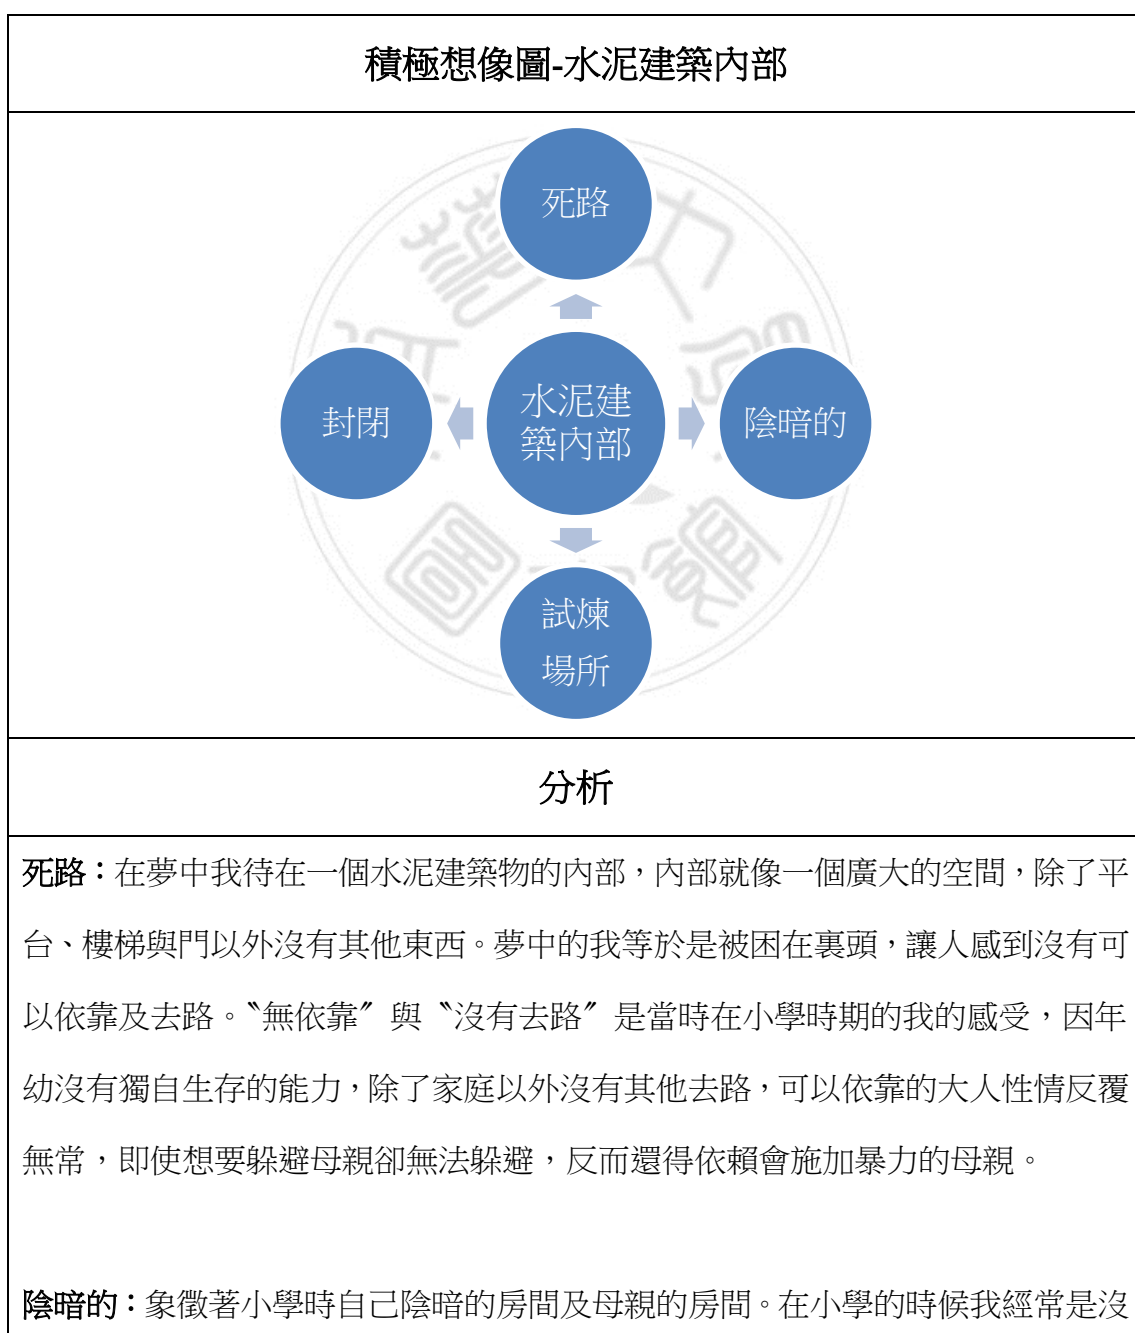 積極想像圖-水泥建築內部
死路
封閉
水泥建
築內部
陰暗的
試煉
場所
分析
死路：在夢中我待在一個水泥建築物的內部，內部就像一個廣大的空間，除了平
台、樓梯與門以外沒有其他東西。夢中的我等於是被困在裏頭，讓人感到沒有可
以依靠及去路。〝無依靠〞與〝沒有去路〞是當時在小學時期的我的感受，因年
幼沒有獨自生存的能力，除了家庭以外沒有其他去路，可以依靠的大人性情反覆
無常，即使想要躲避母親卻無法躲避，反而還得依賴會施加暴力的母親。
陰暗的：象徵著小學時自己陰暗的房間及母親的房間。在小學的時候我經常是沒